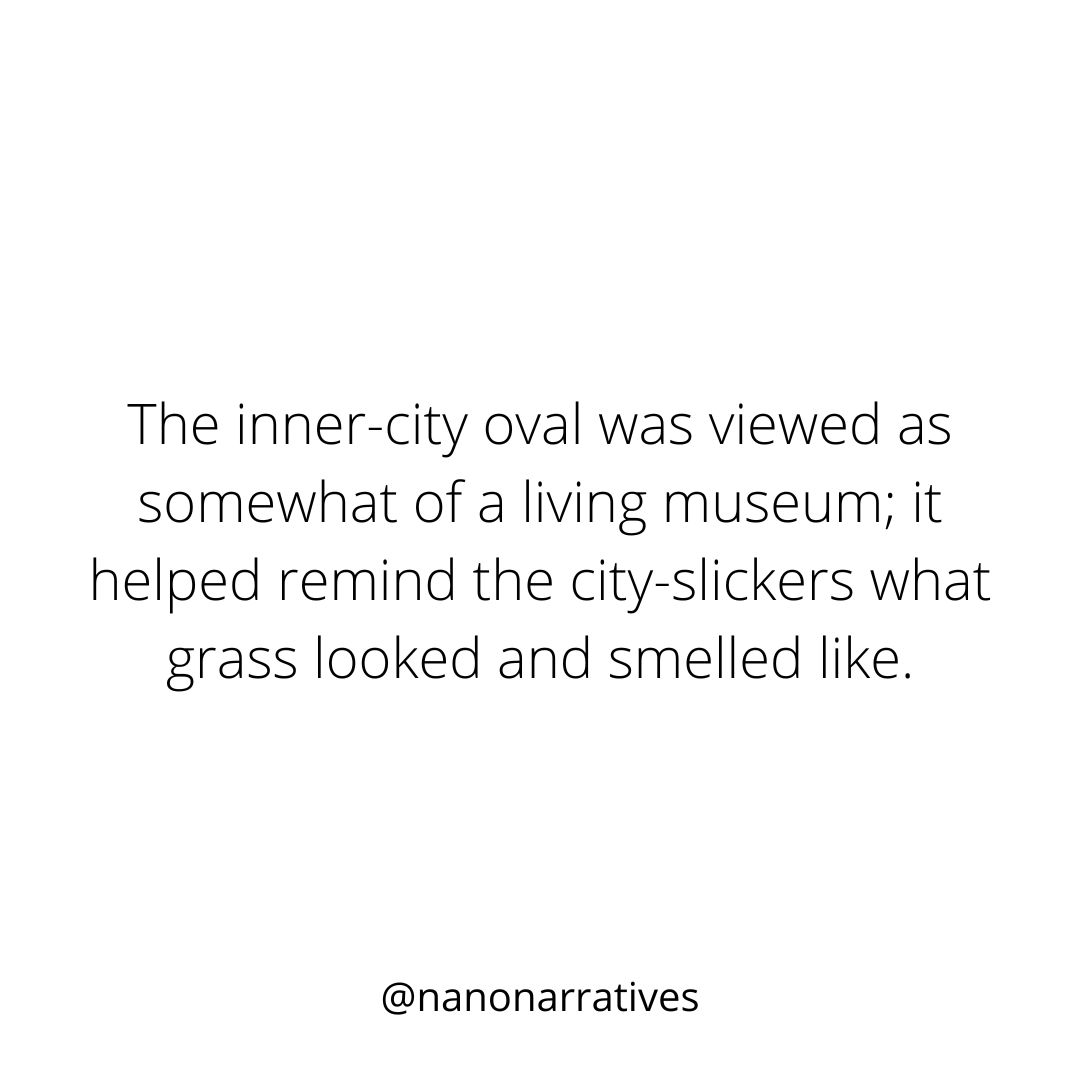 The inner-city oval was viewed as
somewhat of a living museum; it
helped remind the city-slickers what
grass looked and smelled like.
@nanonarratives